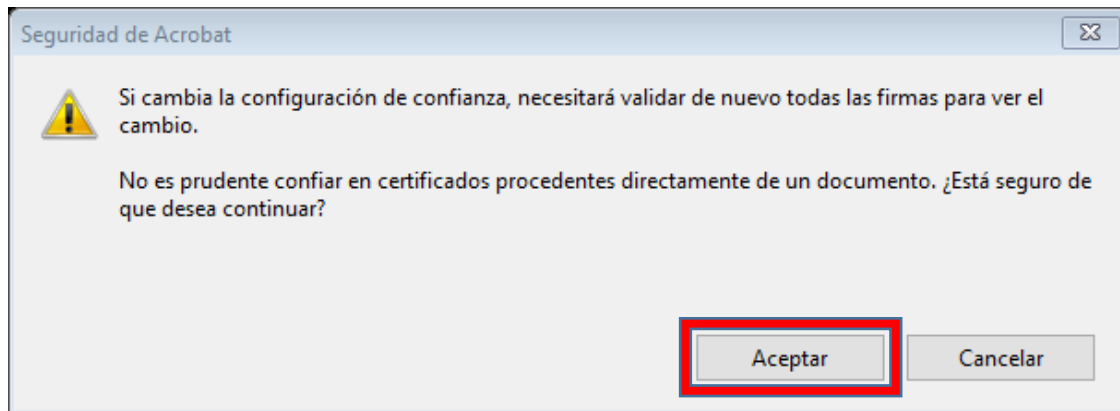 Seguridad de Acrobat
Si cambia la configuración de confianza, necesitará validar de nuevo todas las firmas para ver el
cambio.
No es prudente confiar en certificados procedentes directamente de un documento. ¿Está seguro de
que desea continuar?
Aceptar
Cancelar